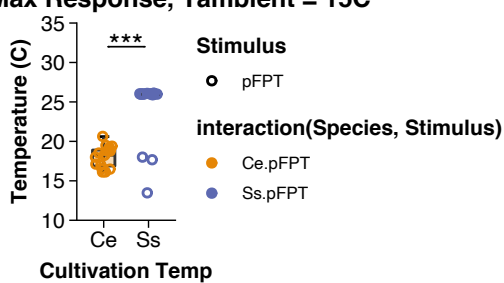 Max Response, Tambient = 15C
Temperature (C)
35
30
25
20
15
10
***
Ce Ss
Cultivation Temp
Stimulus
pFPT
interaction(Species, Stimulus)
Ce.pFPT
Ss.pFPT